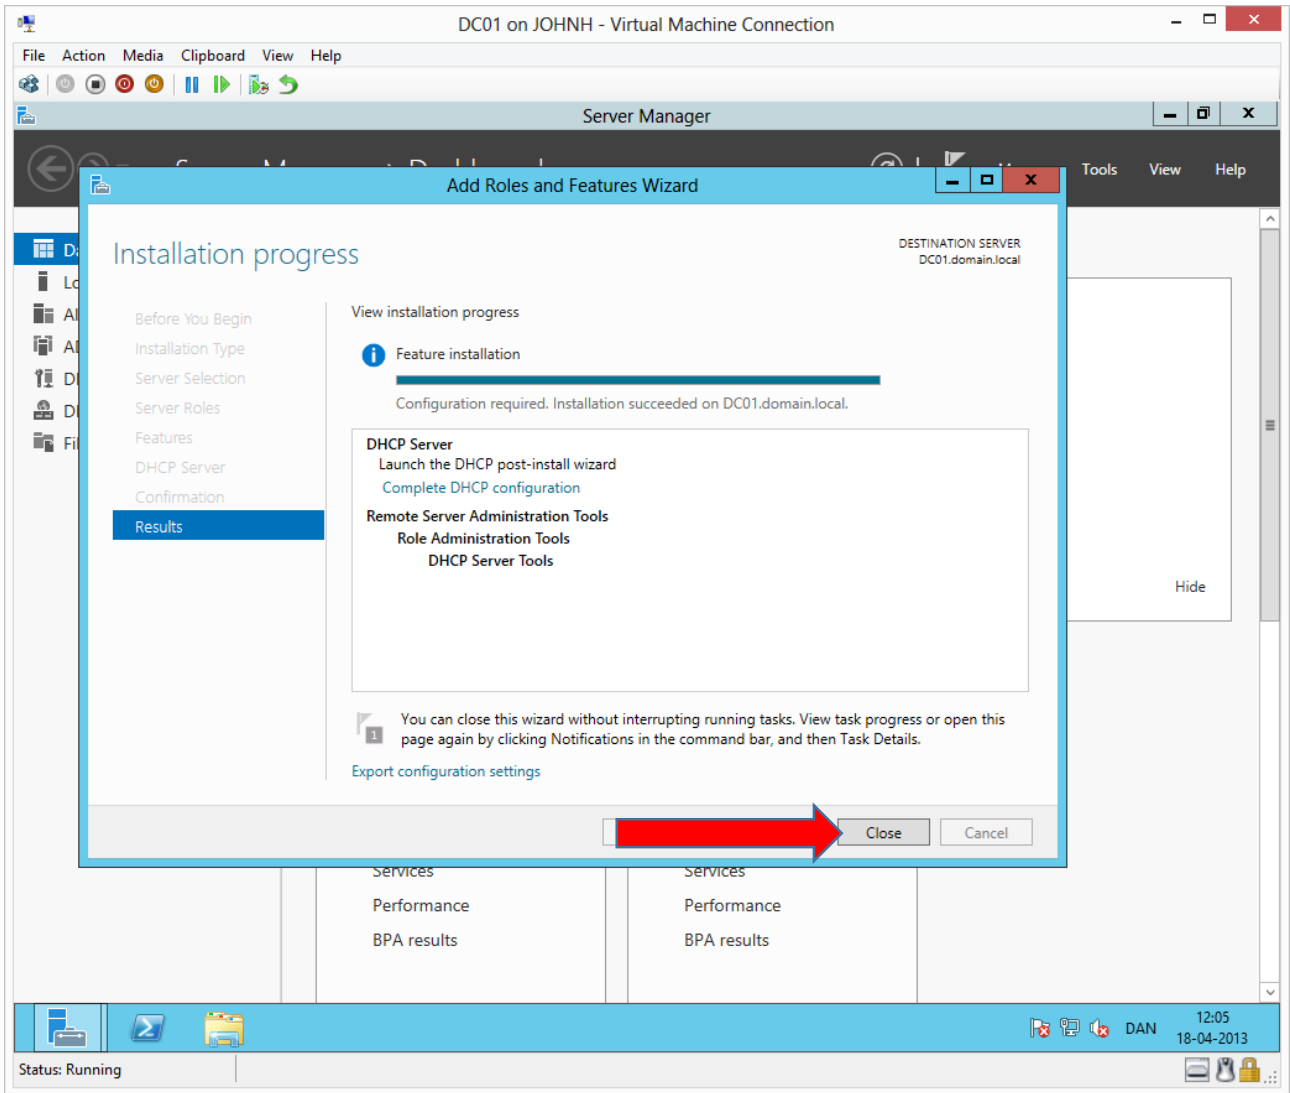 DC01 on JOHNH - Virtual Machine Connection
File Action Media Clipboard View Help
Server Manager
Tools View Help
Add Roles and Features Wizard
Installation progress
DESTINATION SERVER
DC01.domain.local
Before You Begin
Installation Type
Server Selection
Server Roles
Features
DHCP Server
Confirmation
Results
View installation progress
Feature installation
Configuration required. Installation succeeded on DC01.domain.local.
DHCP Server
Launch the DHCP post-install wizard
Complete DHCP configuration
Remote Server Administration Tools
Role Administration Tools
DHCP Server Tools
1
You can close this wizard without interrupting running tasks. View task progress or open this
page again by clicking Notifications in the command bar, and then Task Details.
Export configuration settings
Close Cancel
Hide
Services
Performance
BPA results
Services
Performance
BPA results
DAN
12:05
18-04-2013
Status: Running